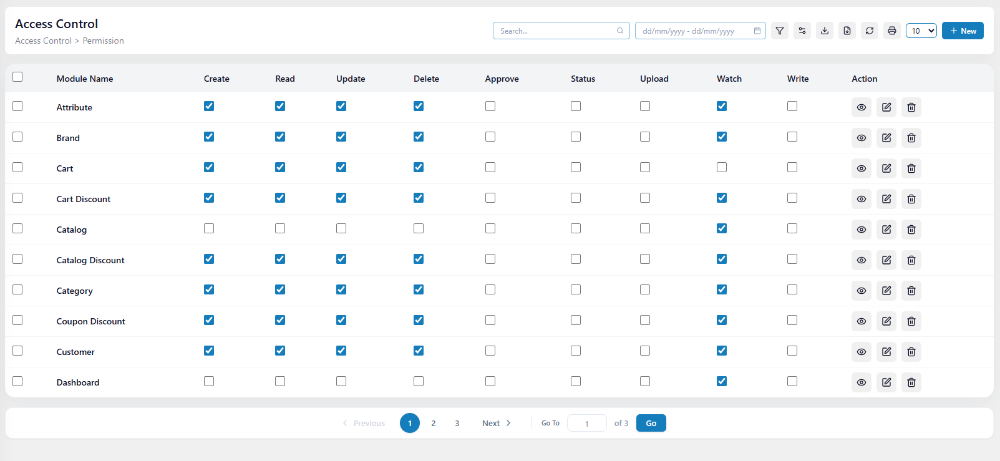 Access Control
Access Control > Permission
Search...
dd/mm/yyyy - dd/mm/yyyy
10
+ New
Module Name Create Read Update Delete Approve Status Upload Watch Write Action
Attribute
Brand
Cart
Cart Discount
Catalog
Catalog Discount
Category
Coupon Discount
Customer
Dashboard
Previous 1 2 3 Next Go To 1 of 3 Go